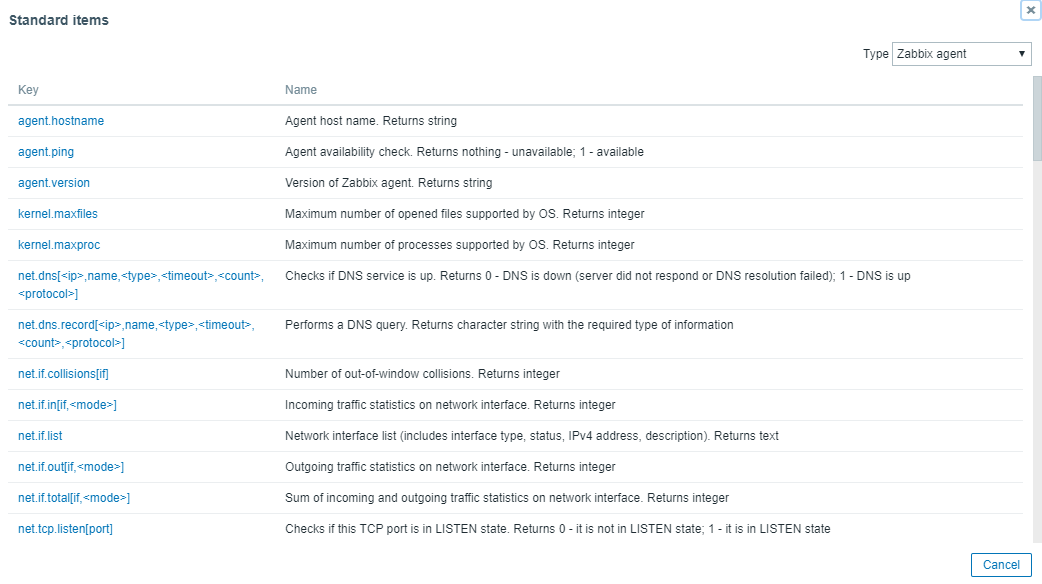 Standard items
Type Zabbix agent
Key Name
agent.hostname Agent host name. Returns string
agent.ping Agent availability check. Returns nothing - unavailable; 1 - available
agent.version Version of Zabbix agent. Returns string
kernel.maxfiles Maximum number of opened files supported by OS. Returns integer
kernel.maxproc Maximum number of processes supported by OS. Returns integer
net.dns[<ip>,name,<type>,<timeout>,<count>, Checks if DNS service is up. Returns 0 - DNS is down (server did not respond or DNS resolution failed); 1 - DNS is up
<protocol>]
net.dns.record[<ip>,name,<type>,<timeout>, Performs a DNS query. Returns character string with the required type of information
<count>,<protocol>]
net.if.collisions[if] Number of out-of-window collisions. Returns integer
net.if.in[if,<mode>] Incoming traffic statistics on network interface. Returns integer
net.if.list Network interface list (includes interface type, status, IPv4 address, description). Returns text
net.if.out[if,<mode>] Outgoing traffic statistics on network interface. Returns integer
net.if.total[if,<mode>] Sum of incoming and outgoing traffic statistics on network interface. Returns integer
net.tcp.listen[port] Checks if this TCP port is in LISTEN state. Returns 0 - it is not in LISTEN state; 1 - it is in LISTEN state
Cancel